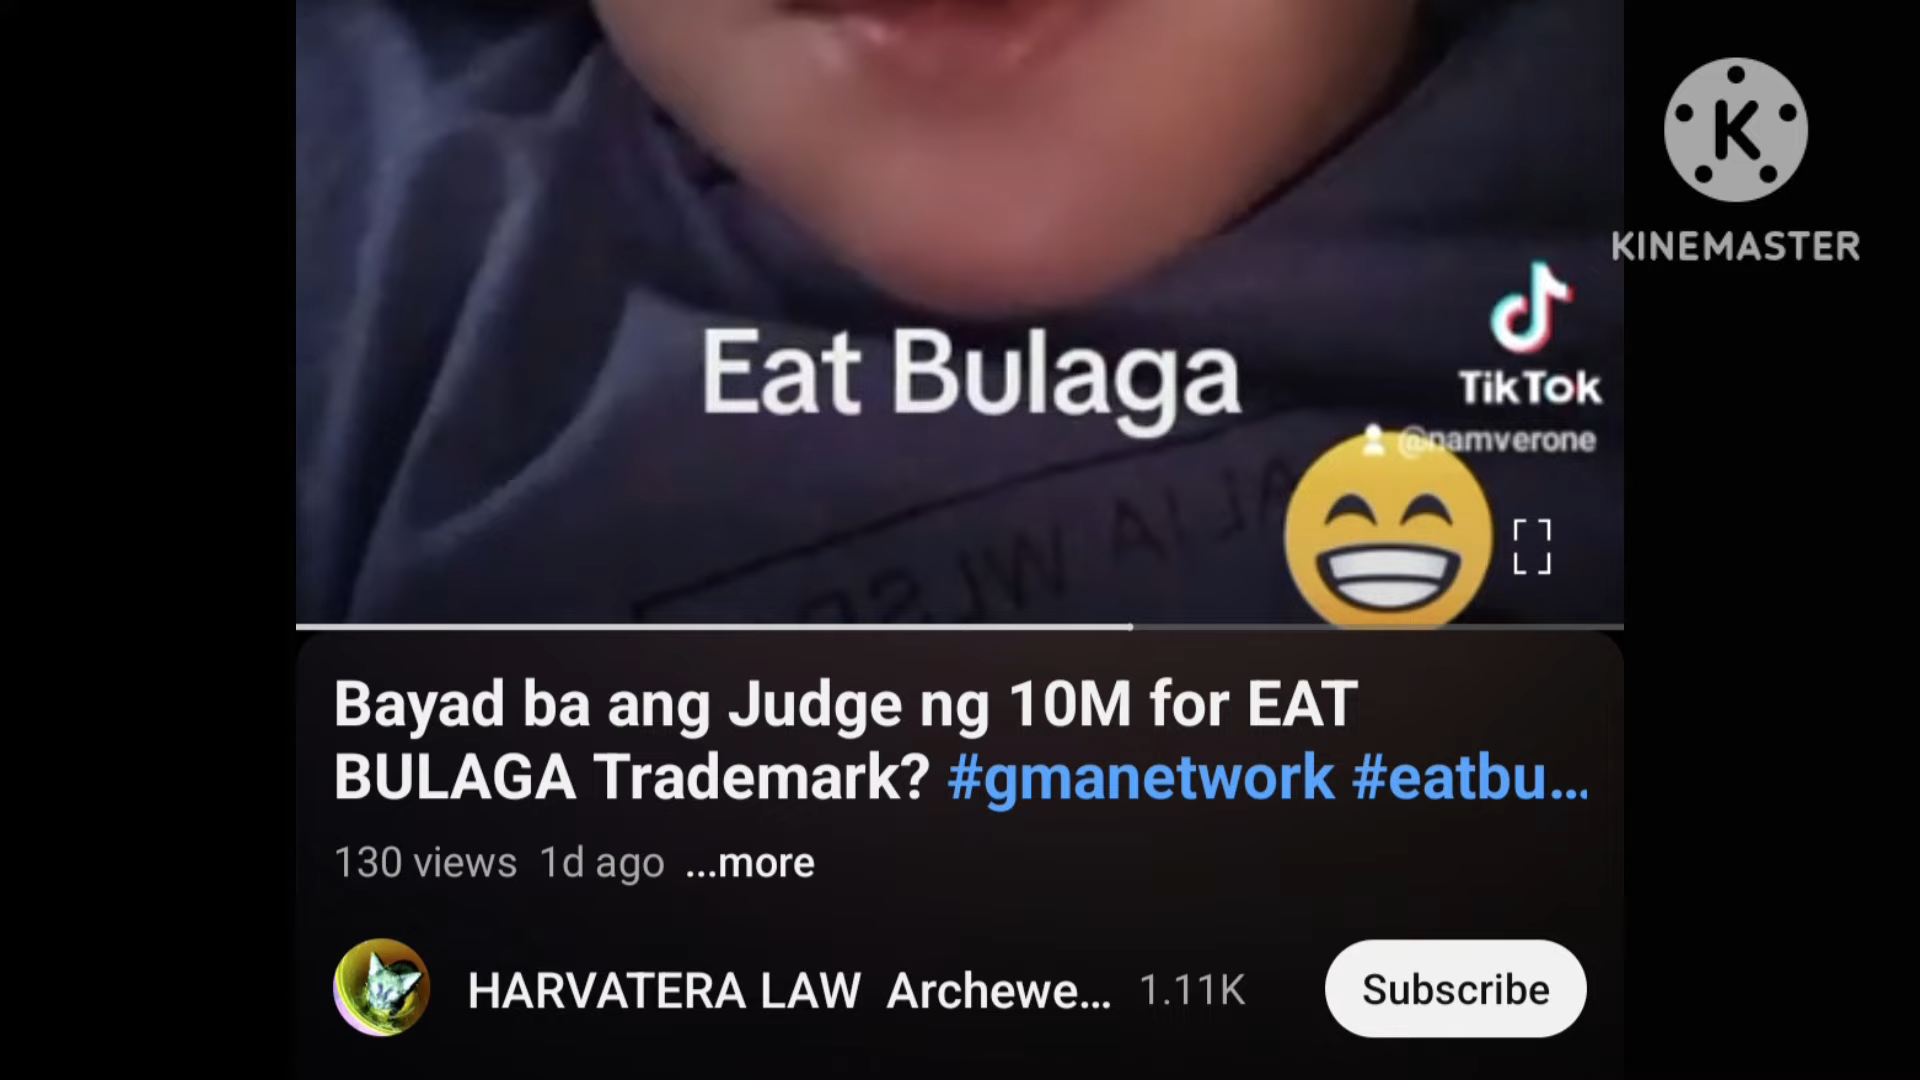 K
KINEMASTER
Eat Bulaga
TikTok
@namverone
Bayad ba ang Judge ng 10M for EAT
BULAGA Trademark? #gmanetwork #eatbu...
130 views 1d ago ...more
HARVATERA LAW Archewe... 1.11K
Subscribe